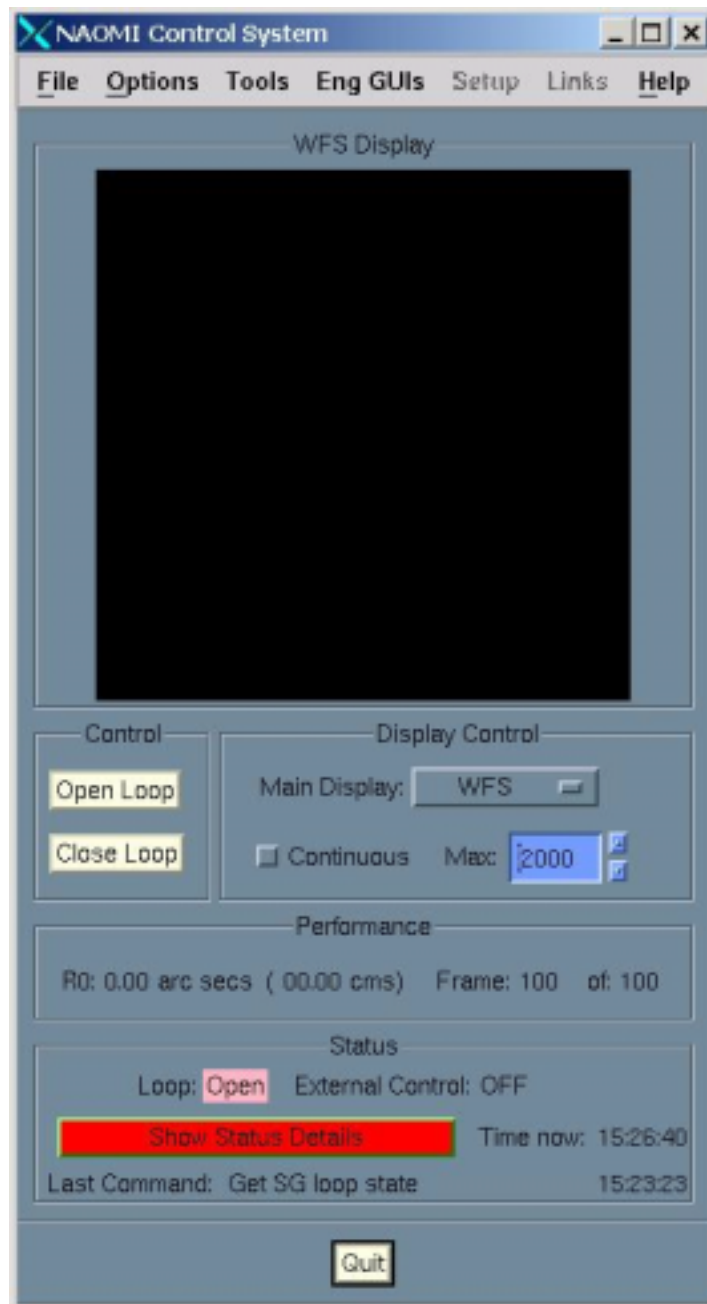 NAOMI Control System
File Options Tools Eng GUIs Setup Links Help
WFS Display
Control
Open Loop
Close Loop
Display Control
Main Display: WFS
Continuous Max: 2000
Performance
R0: 0.00 arc secs ( 00.00 cms) Frame: 100 of: 100
Status
Loop: Open External Control: OFF
Show Status Details Time now: 15:26:40
Last Command: Get SG loop state 15:23:23
Quit